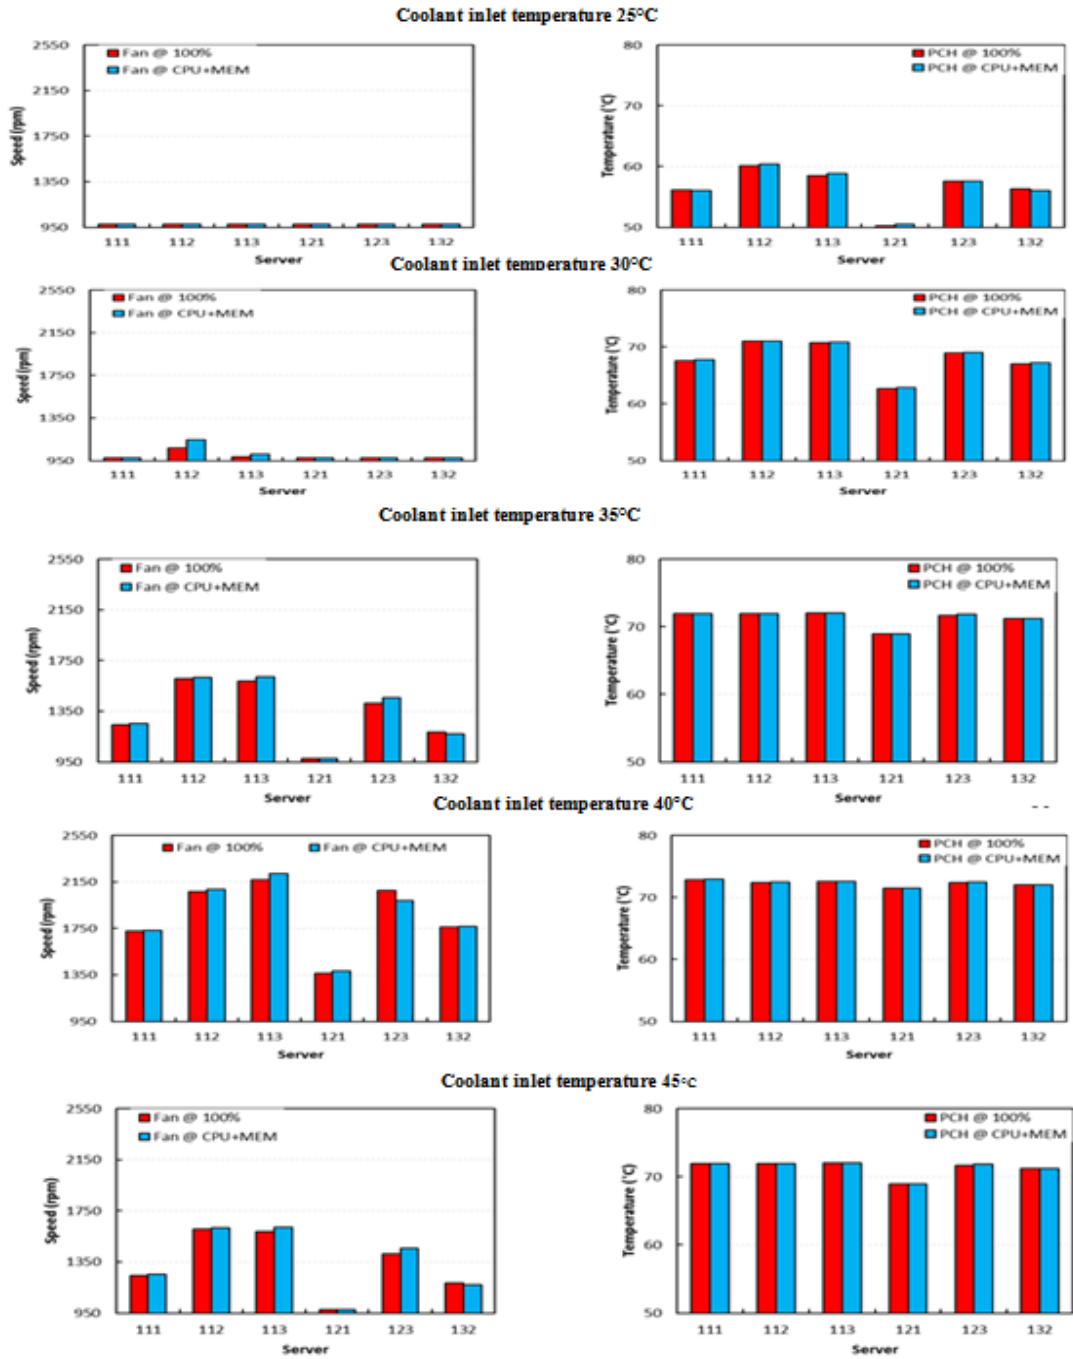 Coolant inlet temperature 25°C
2550
2150
1750
1350
950
Speed (rpm)
Fan @ 100%
Fan @ CPU+MEM
111 112 113 121 123 132
Server
80
70
60
50
Temperature (°C)
PCH @ 100%
PCH @ CPU+MEM
111 112 113 121 123 132
Server
Coolant inlet temperature 30°C
2550
2150
1750
1350
950
Speed (rpm)
Fan @ 100%
Fan @ CPU+MEM
111 112 113 121 123 132
Server
80
70
60
50
Temperature (°C)
PCH @ 100%
PCH @ CPU+MEM
111 112 113 121 123 132
Server
Coolant inlet temperature 35°C
2550
2150
1750
1350
950
Speed (rpm)
Fan @ 100%
Fan @ CPU+MEM
111 112 113 121 123 132
Server
80
70
60
50
Temperature (°C)
PCH @ 100%
PCH @ CPU+MEM
111 112 113 121 123 132
Server
Coolant inlet temperature 40°C
2550
2150
1750
1350
950
Speed (rpm)
Fan @ 100% Fan @ CPU+MEM
111 112 113 121 123 132
Server
80
70
60
50
Temperature (°C)
PCH @ 100%
PCH @ CPU+MEM
111 112 113 121 123 132
Server
Coolant inlet temperature 45°C
2550
2150
1750
1350
950
Speed (rpm)
Fan @ 100%
Fan @ CPU+MEM
111 112 113 121 123 132
Server
80
70
60
50
Temperature (°C)
PCH @ 100%
PCH @ CPU+MEM
111 112 113 121 123 132
Server